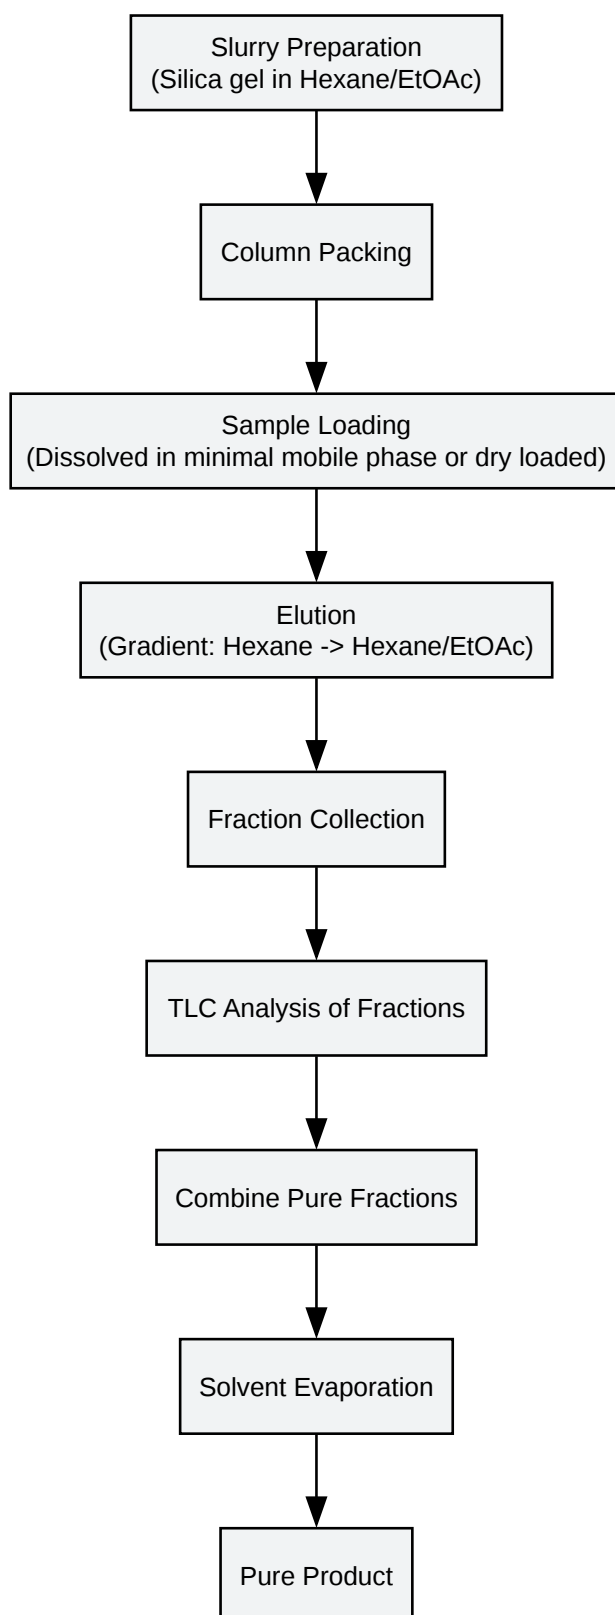 Slurry Preparation
(Silica gel in Hexane/EtOAc)
Column Packing
Sample Loading
(Dissolved in minimal mobile phase or dry loaded)
Elution
(Gradient: Hexane -> Hexane/EtOAc)
Fraction Collection
TLC Analysis of Fractions
Combine Pure Fractions
Solvent Evaporation
Pure Product